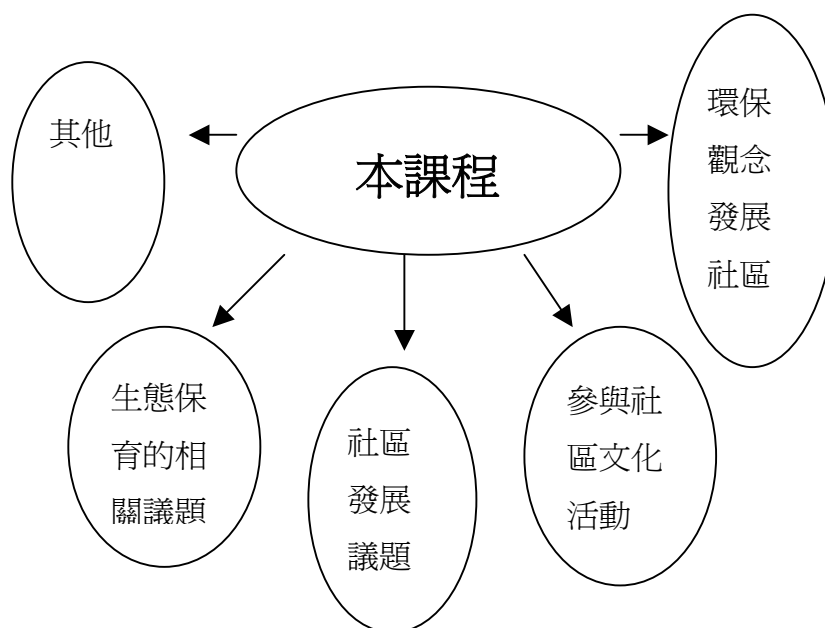 本課程
其他
環保
觀念
發展
社區
生態保
育的相
關議題
社區
發展
議題
參與社
區文化
活動